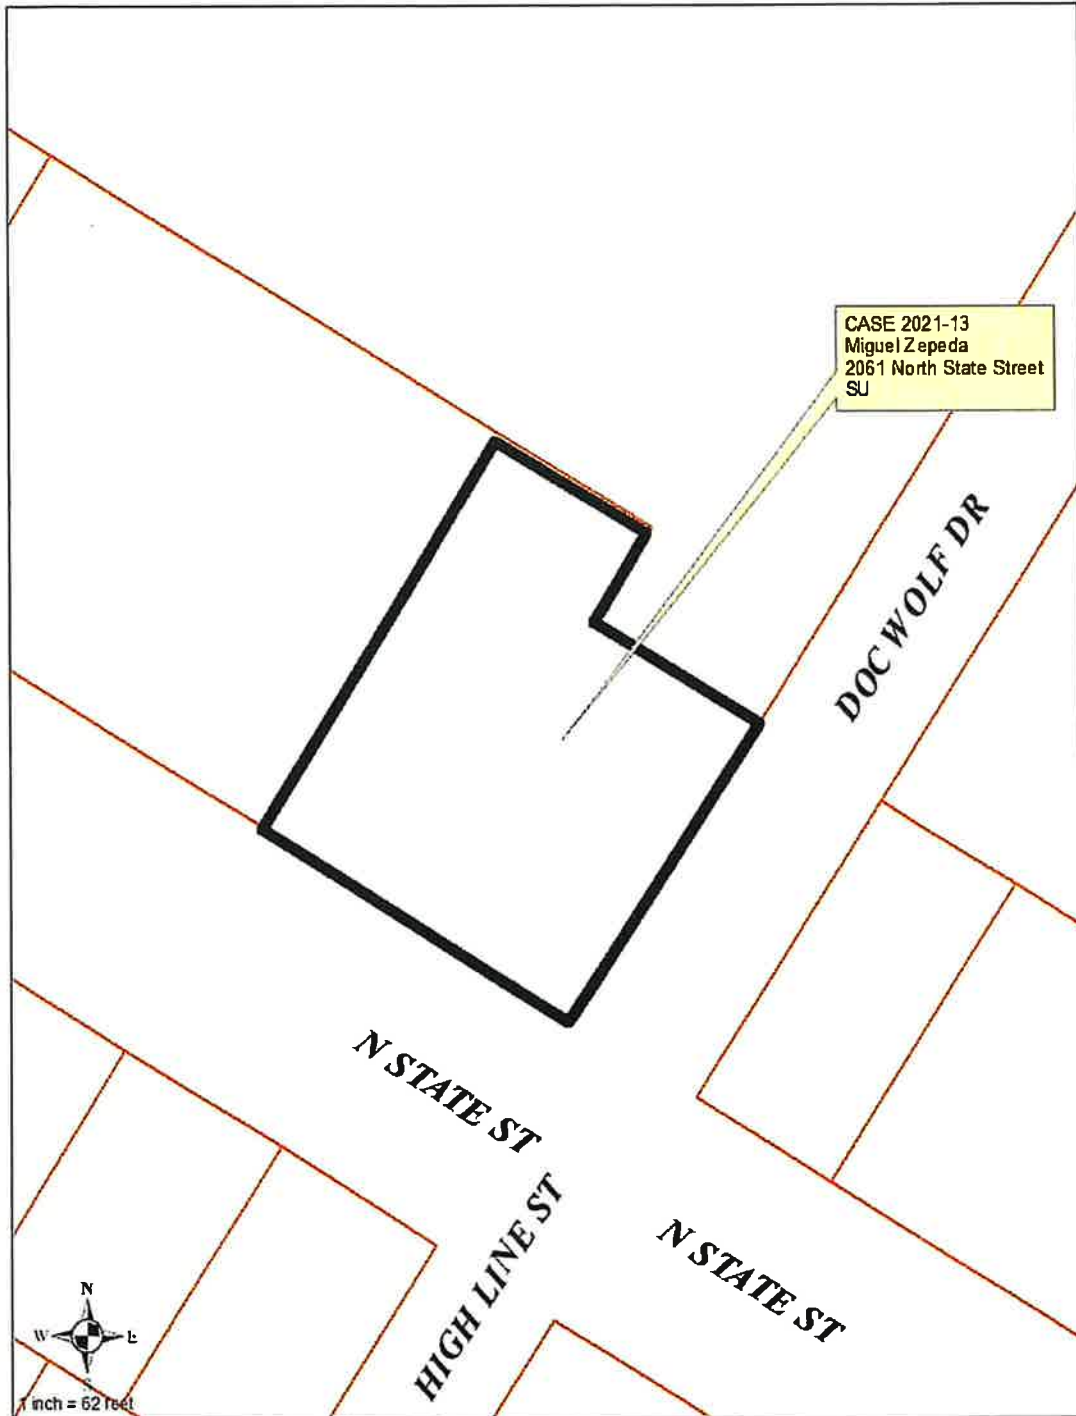 CASE 2021-13
Miguel Zepeda
2061 North State Street
SU
DOC WOLF DR
N STATE ST
HIGH LINE ST
N STATE ST
N
W E
S
1 inch = 62 feet